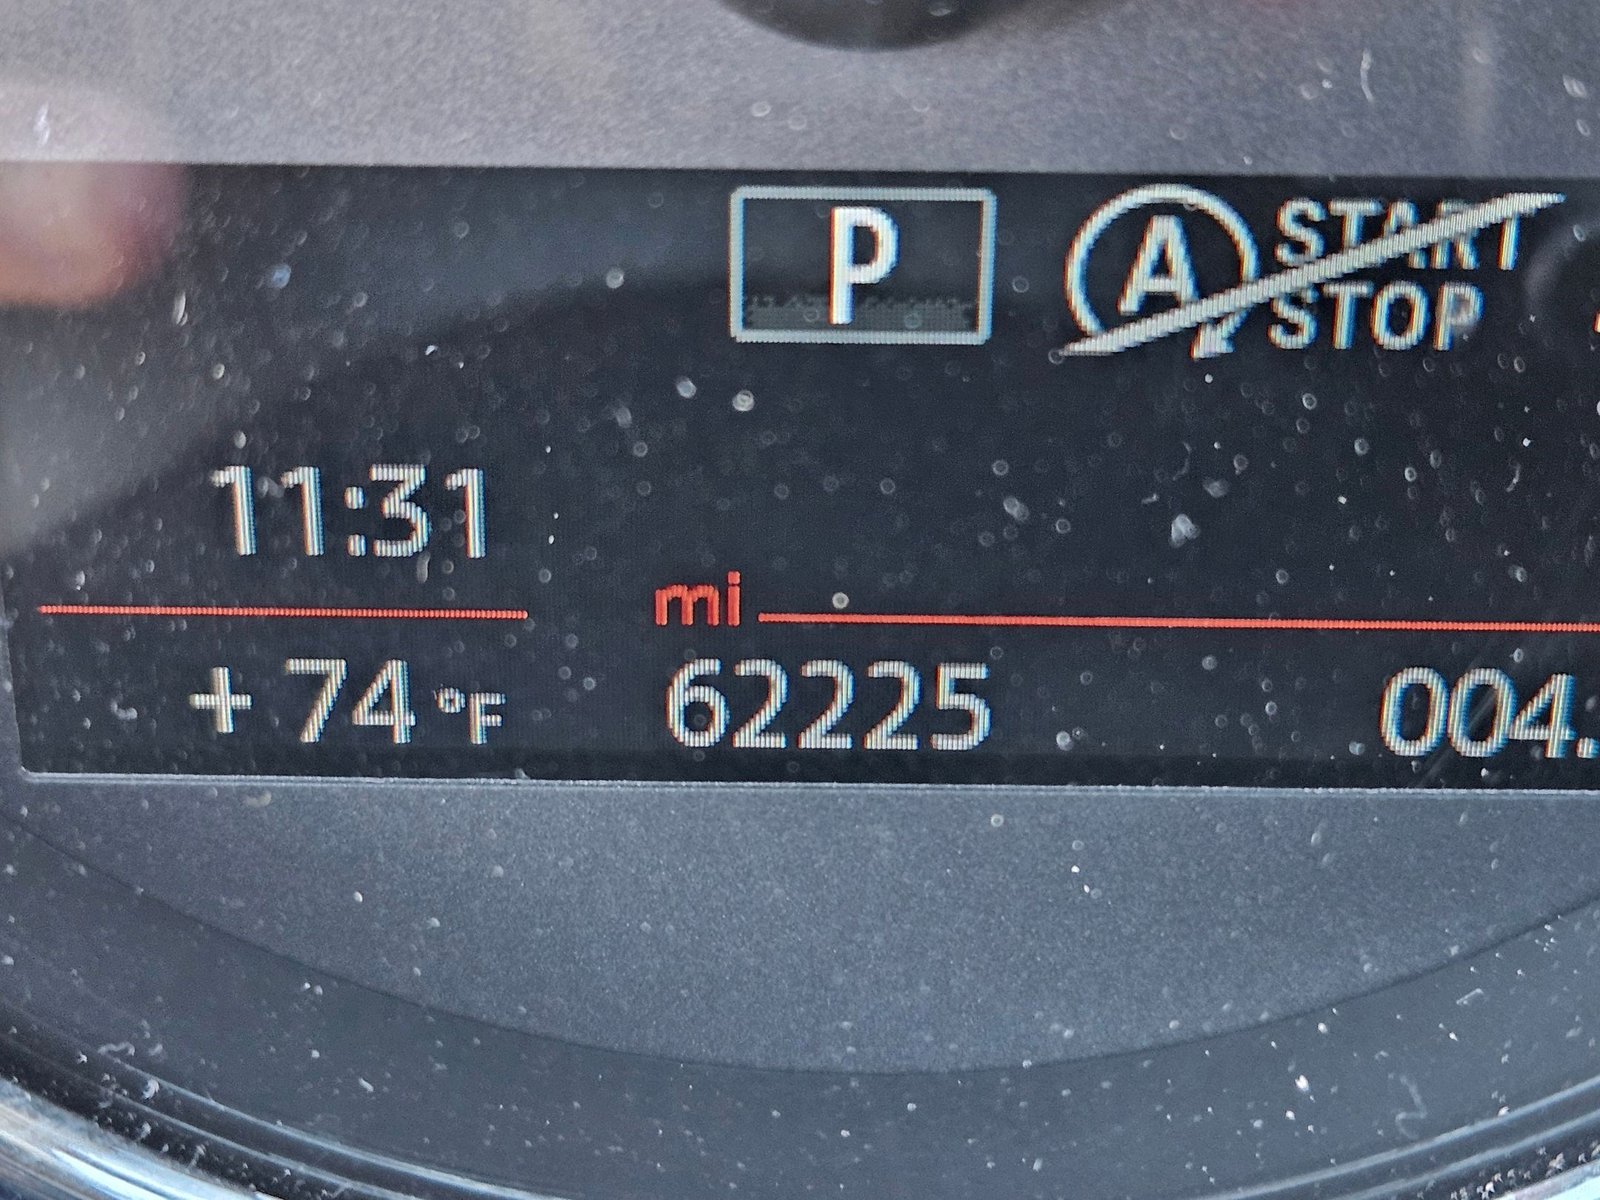 P
A START
STOP
11:31
mi
+ 74 °F
62225
004.